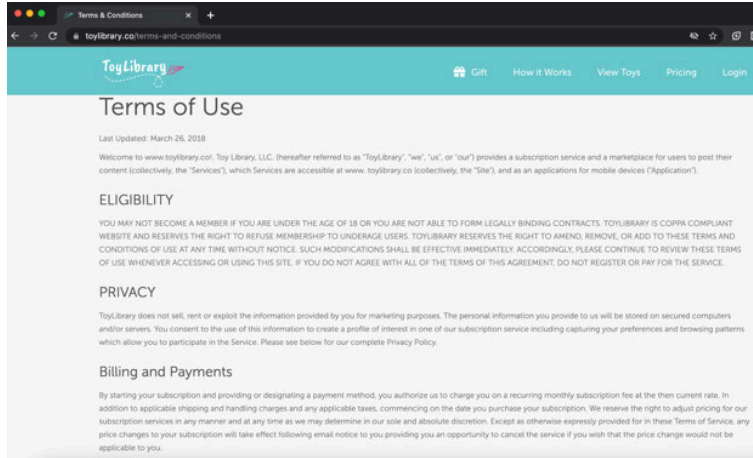 Terms & Conditions
toylibrary.co/terms-and-conditions
ToyLibrary
Gift
How it Works
View Toys
Pricing
Login
Terms of Use
Last Updated: March 26, 2018
Welcome to www.toylibrary.co!, Toy Library, LLC. (hereafter referred to as "ToyLibrary", "we", "us", or "our") provides a subscription service and a marketplace for users to post their
content (collectively, the "Services"), which Services are accessible at www. toylibrary.co (collectively, the "Site"), and as an applications for mobile devices ("Application").
ELIGIBILITY
YOU MAY NOT BECOME A MEMBER IF YOU ARE UNDER THE AGE OF 18 OR YOU ARE NOT ABLE TO FORM LEGALLY BINDING CONTRACTS. TOYLIBRARY IS COPPA COMPLIANT
WEBSITE AND RESERVES THE RIGHT TO REFUSE MEMBERSHIP TO UNDERAGE USERS. TOYLIBRARY RESERVES THE RIGHT TO AMEND, REMOVE, OR ADD TO THESE TERMS AND
CONDITIONS OF USE AT ANY TIME WITHOUT NOTICE. SUCH MODIFICATIONS SHALL BE EFFECTIVE IMMEDIATELY. ACCORDINGLY, PLEASE CONTINUE TO REVIEW THESE TERMS
OF USE WHENEVER ACCESSING OR USING THIS SITE. IF YOU DO NOT AGREE WITH ALL OF THE TERMS OF THIS AGREEMENT, DO NOT REGISTER OR PAY FOR THE SERVICE.
PRIVACY
ToyLibrary does not sell, rent or exploit the information provided by you for marketing purposes. The personal information you provide to us will be stored on secured computers
and/or servers. You consent to the use of this information to create a profile of interest in one of our subscription service including capturing your preferences and browsing patterns
which allow you to participate in the Service. Please see below for our complete Privacy Policy.
Billing and Payments
By starting your subscription and providing or designating a payment method, you authorize us to charge you on a recurring monthly subscription fee at the then current rate. In
addition to applicable shipping and handling charges and any applicable taxes, commencing on the date you purchase your subscription. We reserve the right to adjust pricing for our
subscription services in any manner and at any time as we may determine in our sole and absolute discretion. Except as otherwise expressly provided for in these Terms of Service, any
price changes to your subscription will take effect following email notice to you providing you an opportunity to cancel the service if you wish that the price change would not be
applicable to you.